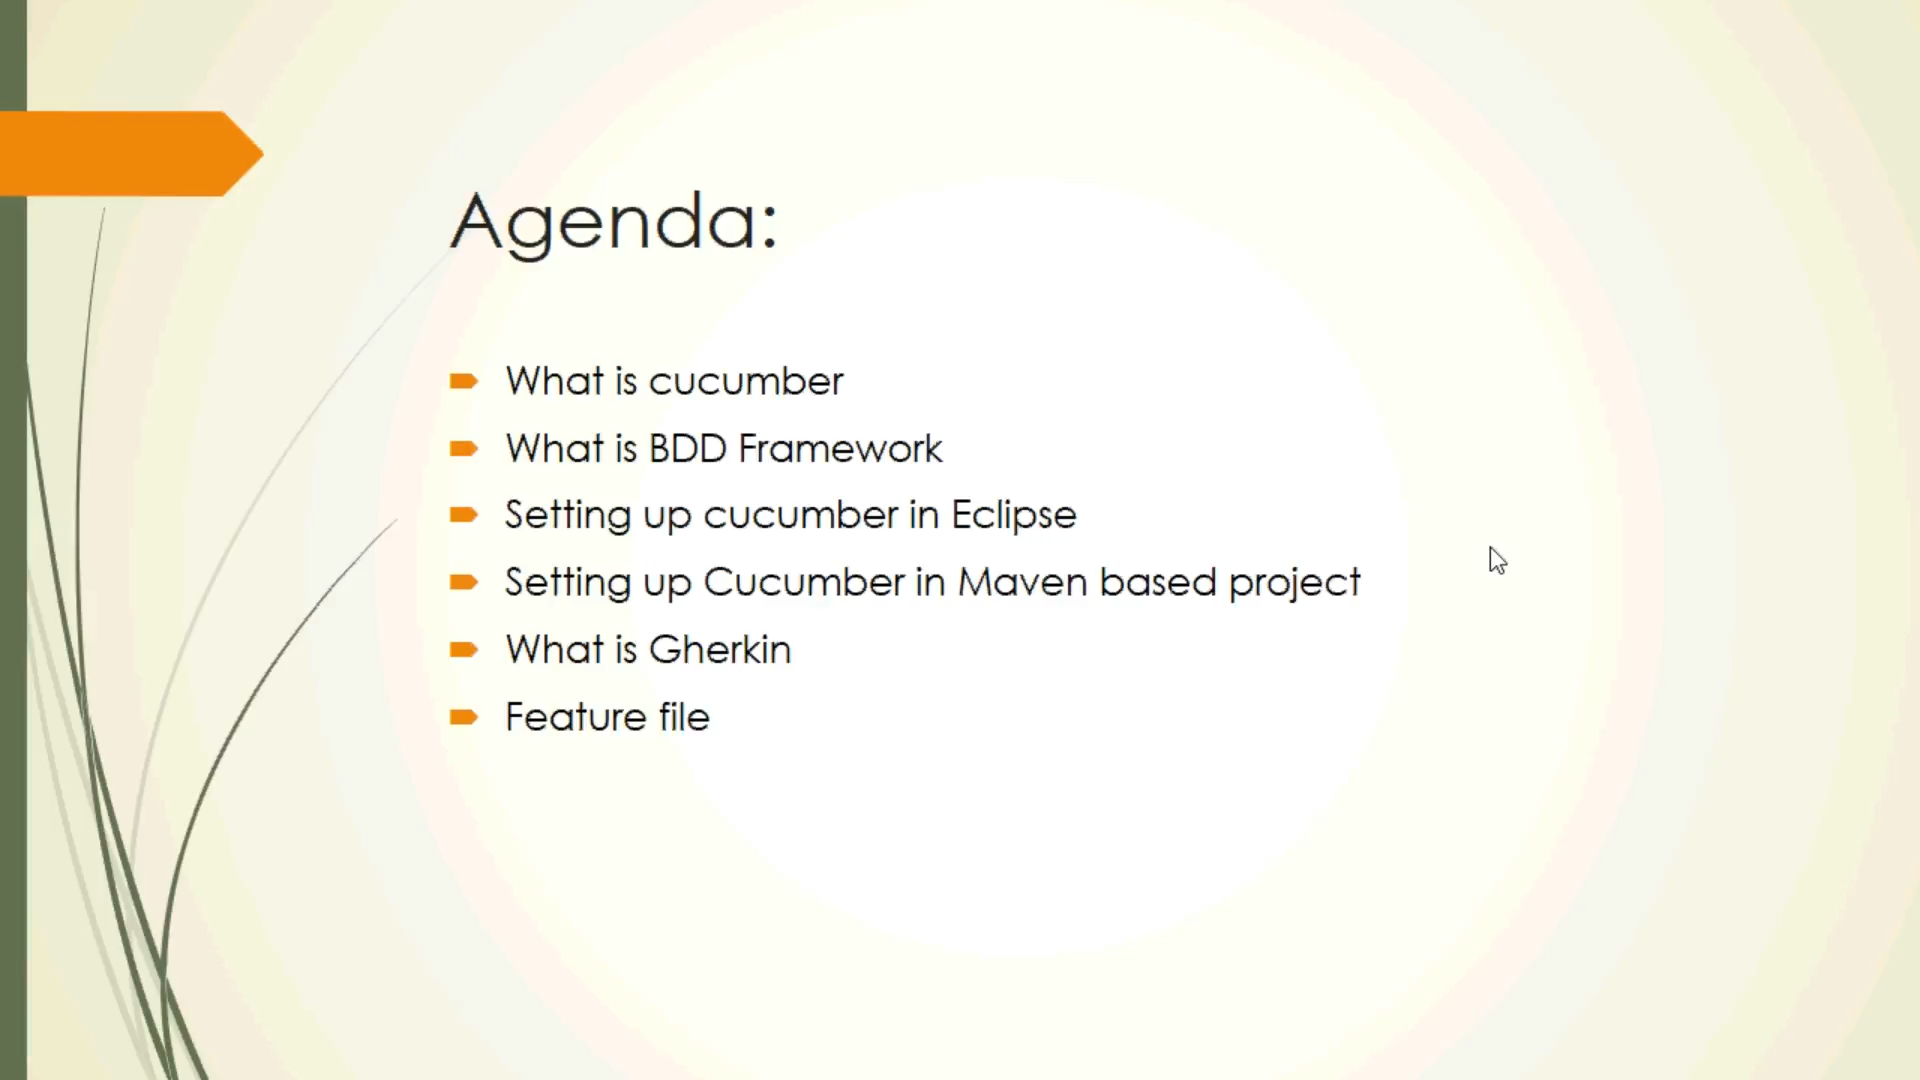 Agenda:
What is cucumber
What is BDD Framework
Setting up cucumber in Eclipse
Setting up Cucumber in Maven based project
What is Gherkin
Feature file